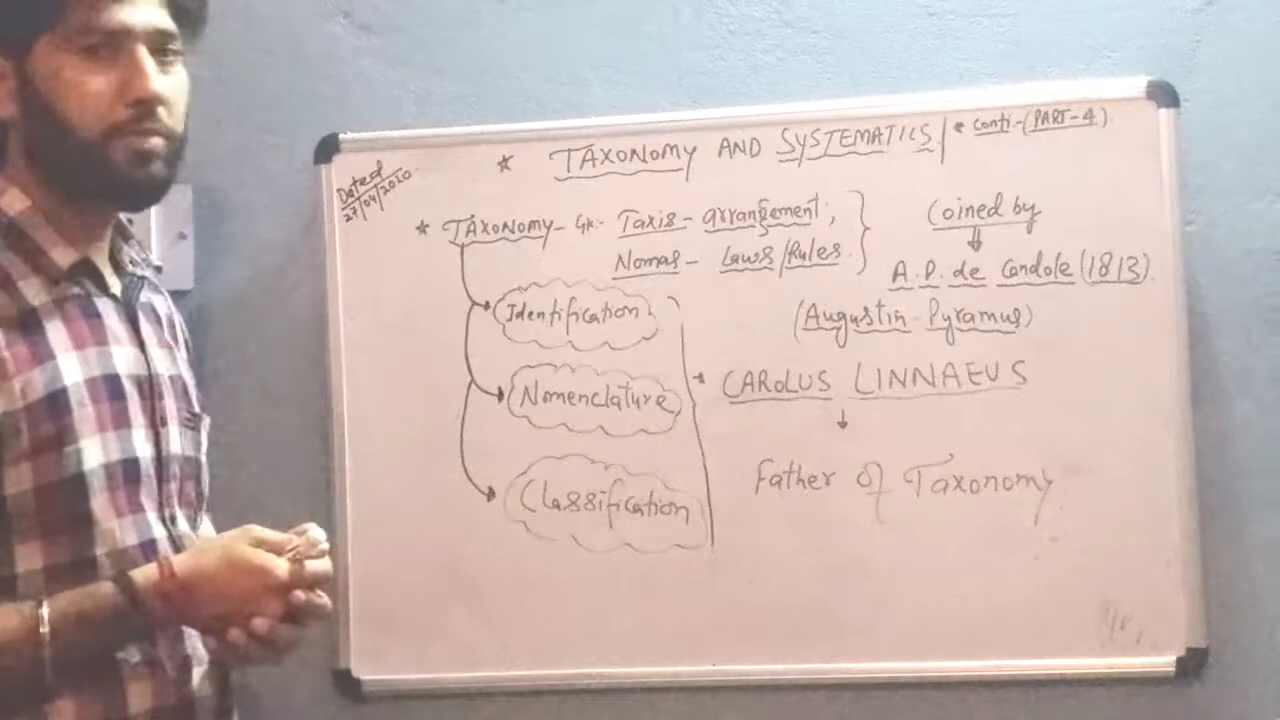 * TAXONOMY AND SYSTEMATICS / * conti-(PART-4).
Dated
27/04/2020.
* TAXONOMY - GK:- Taxis - arrangement;
Nomas - Laws/Rules.
Coined by
A.P. de Candole (1813).
(Augustin-Pyramus)
Identification
Nomenclature
Classification
CAROLUS LINNAEUS
Father of Taxonomy